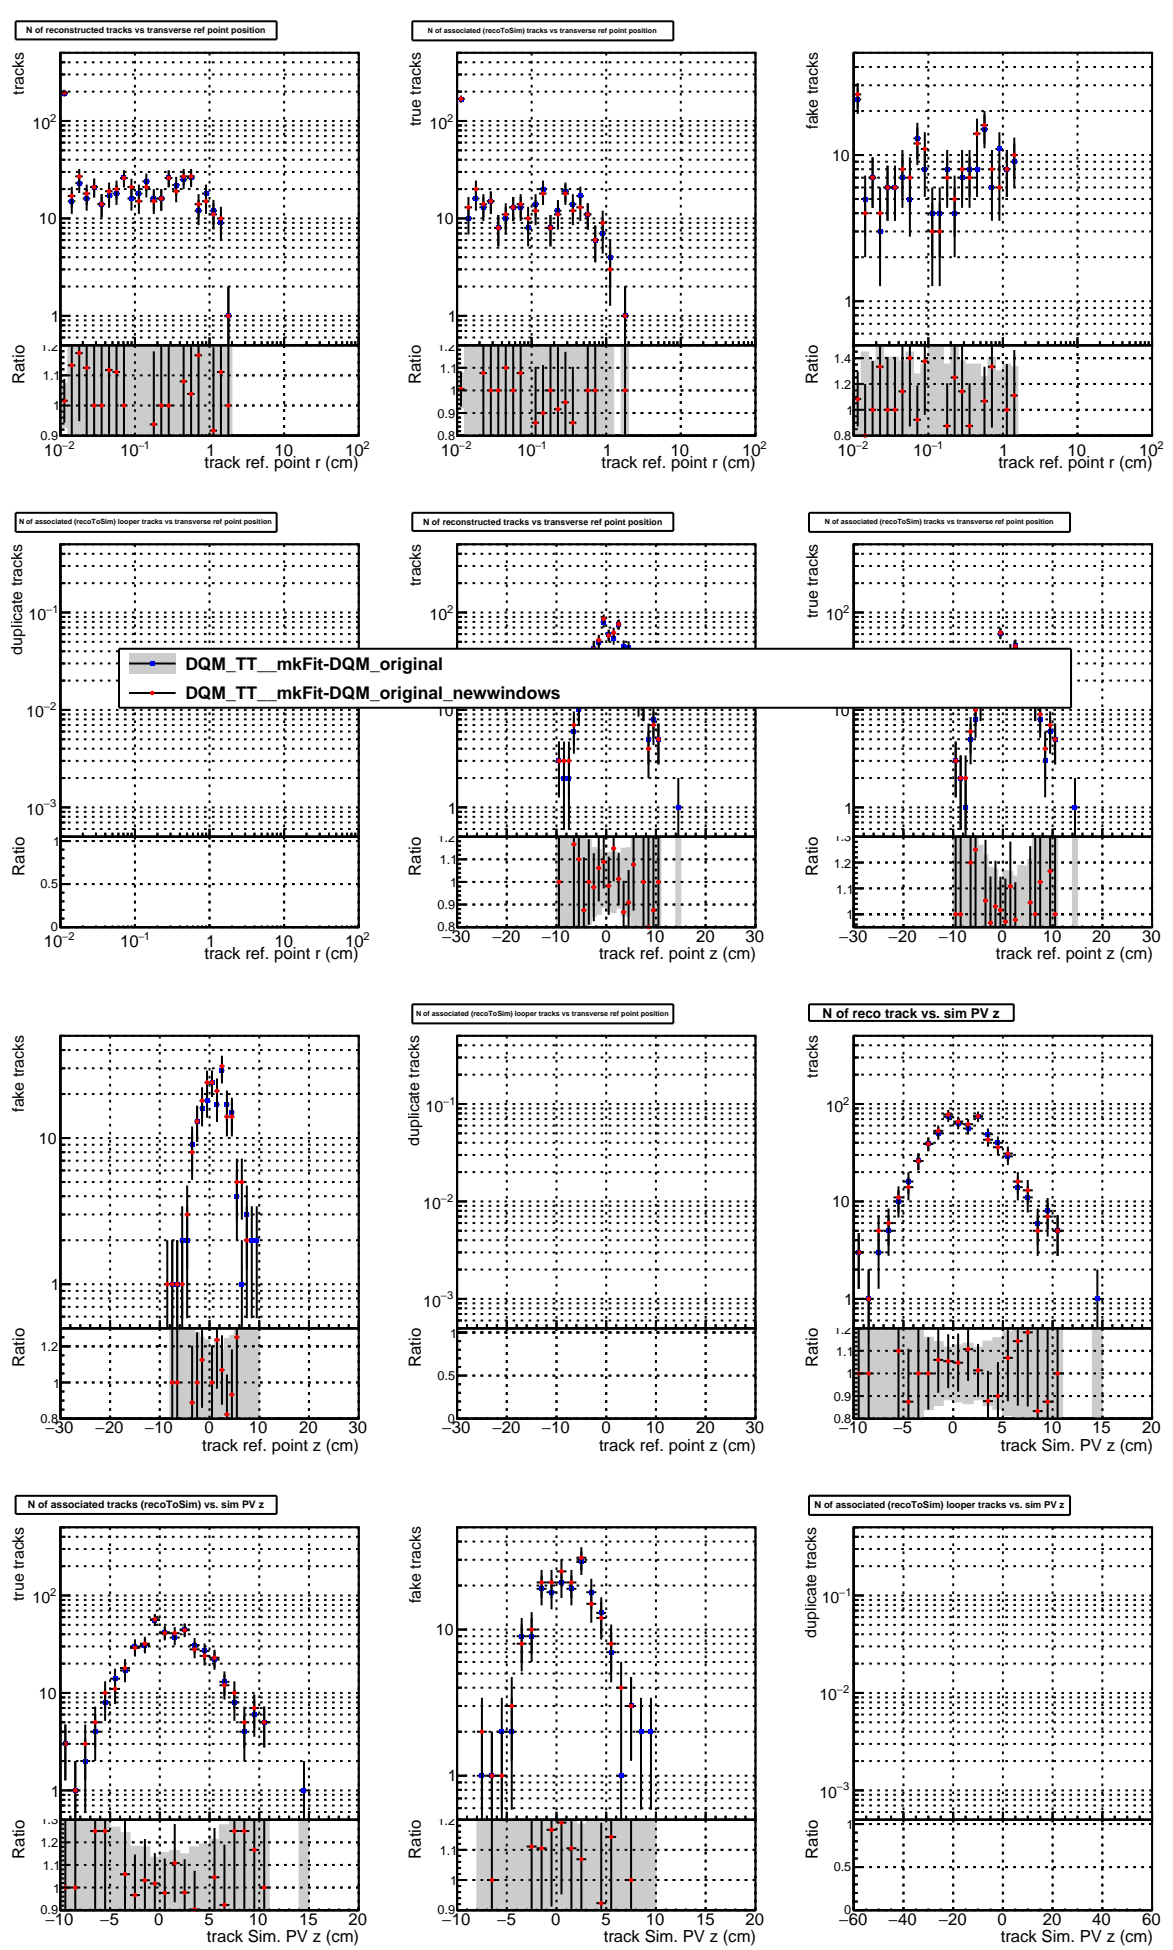 N of reconstructed tracks vs transverse ref point position
tracks
10²
10
1
Ratio
1.2
1.1
1
0.9
10⁻² 10⁻¹ 1 10 10²
track ref. point r (cm)
N of associated (recoToSim) tracks vs transverse ref point position
true tracks
10²
10
1
Ratio
1.2
1.1
1
0.9
0.8
10⁻² 10⁻¹ 1 10 10²
track ref. point r (cm)
fake tracks
10
1
Ratio
1.4
1.2
1
0.8
10⁻² 10⁻¹ 1 10 10²
track ref. point r (cm)
N of associated (recoToSim) looper tracks vs transverse ref point position
duplicate tracks
10⁻¹
10⁻²
10⁻³
Ratio
1
0.5
0
10⁻² 10⁻¹ 1 10 10²
track ref. point r (cm)
N of reconstructed tracks vs transverse ref point position
tracks
10²
10
1
Ratio
1.2
1.1
1
0.9
0.8
−30 −20 −10 0 10 20 30
track ref. point z (cm)
N of associated (recoToSim) tracks vs transverse ref point position
true tracks
10²
10
1
Ratio
1.3
1.2
1.1
1
−30 −20 −10 0 10 20 30
track ref. point z (cm)
DQM_TT__mkFit-DQM_original
DQM_TT__mkFit-DQM_original_newwindows
fake tracks
10
1
Ratio
1.2
1
0.8
−30 −20 −10 0 10 20 30
track ref. point z (cm)
N of associated (recoToSim) looper tracks vs transverse ref point position
duplicate tracks
10⁻¹
10⁻²
10⁻³
Ratio
1
0.5
0
−30 −20 −10 0 10 20 30
track ref. point z (cm)
N of reco track vs. sim PV z
tracks
10²
10
1
Ratio
1.2
1.1
1
0.9
0.8
−10 −5 0 5 10 15 20
track Sim. PV z (cm)
N of associated tracks (recoToSim) vs. sim PV z
true tracks
10²
10
1
Ratio
1.3
1.2
1.1
1
0.9
−10 −5 0 5 10 15 20
track Sim. PV z (cm)
fake tracks
10
1
Ratio
1.2
1.1
1
0.9
−10 −5 0 5 10 15 20
track Sim. PV z (cm)
N of associated (recoToSim) looper tracks vs. sim PV z
duplicate tracks
10⁻¹
10⁻²
10⁻³
Ratio
1
0.5
0
−60 −40 −20 0 20 40 60
track Sim. PV z (cm)